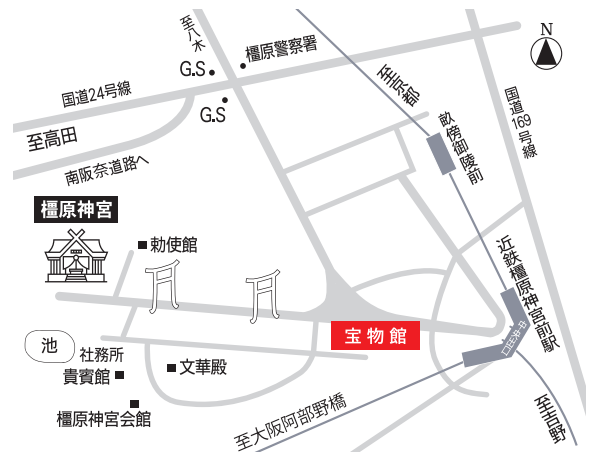 N
至八木
橿原警察署
G.S
至京都
国道24号線
G.S
国道169号線
至高田
畝傍御陵前
南阪奈道路へ
橿原神宮
勅使館
近鉄橿原神宮前駅
宝物館
中央出口
池
社務所
貴賓館
文華殿
橿原神宮会館
至大阪阿部野橋
至吉野